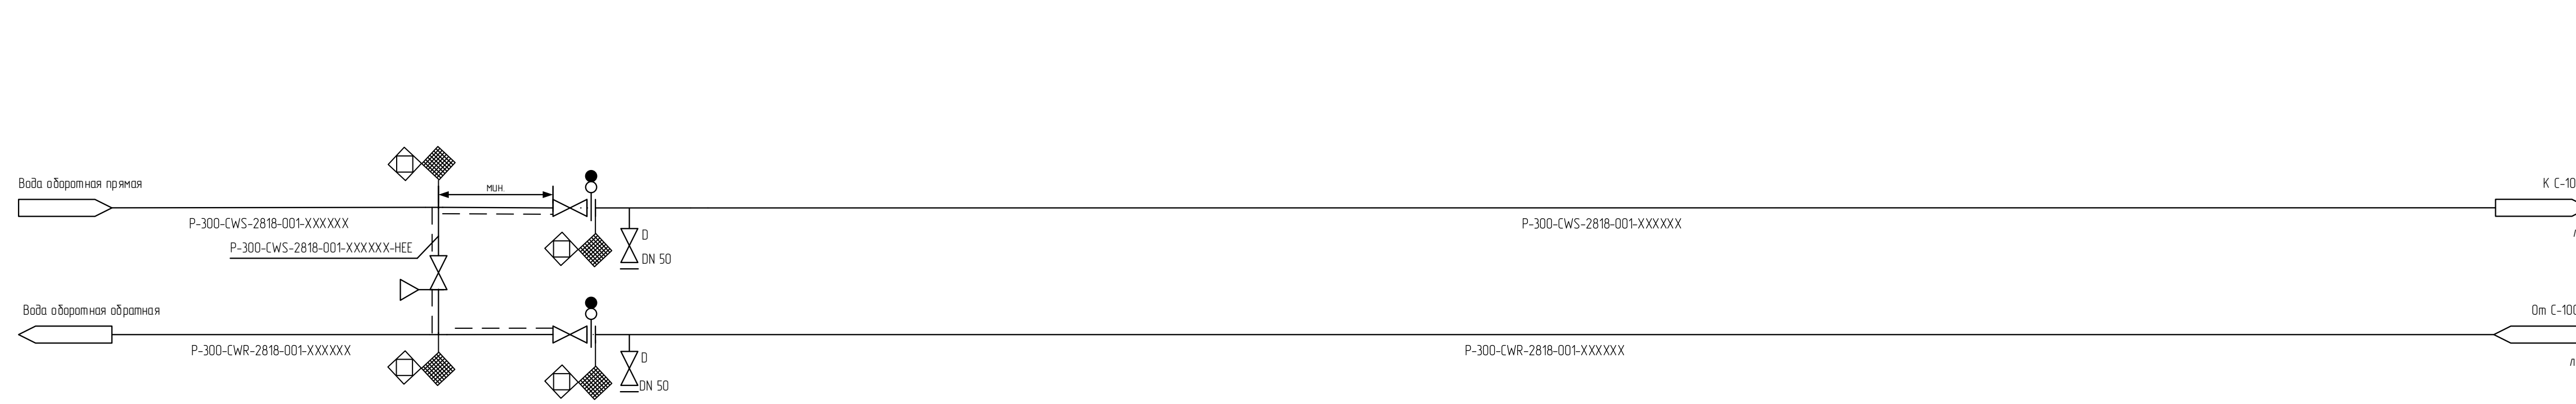 Вода оборотная прямая
мин.
К С-10
P-300-CWS-2818-001-XXXXXX
P-300-CWS-2818-001-XXXXXX
D
P-300-CWS-2818-001-XXXXXX-HEE
DN 50
Вода оборотная обратная
От С-100
P-300-CWR-2818-001-XXXXXX
P-300-CWR-2818-001-XXXXXX
D
DN 50